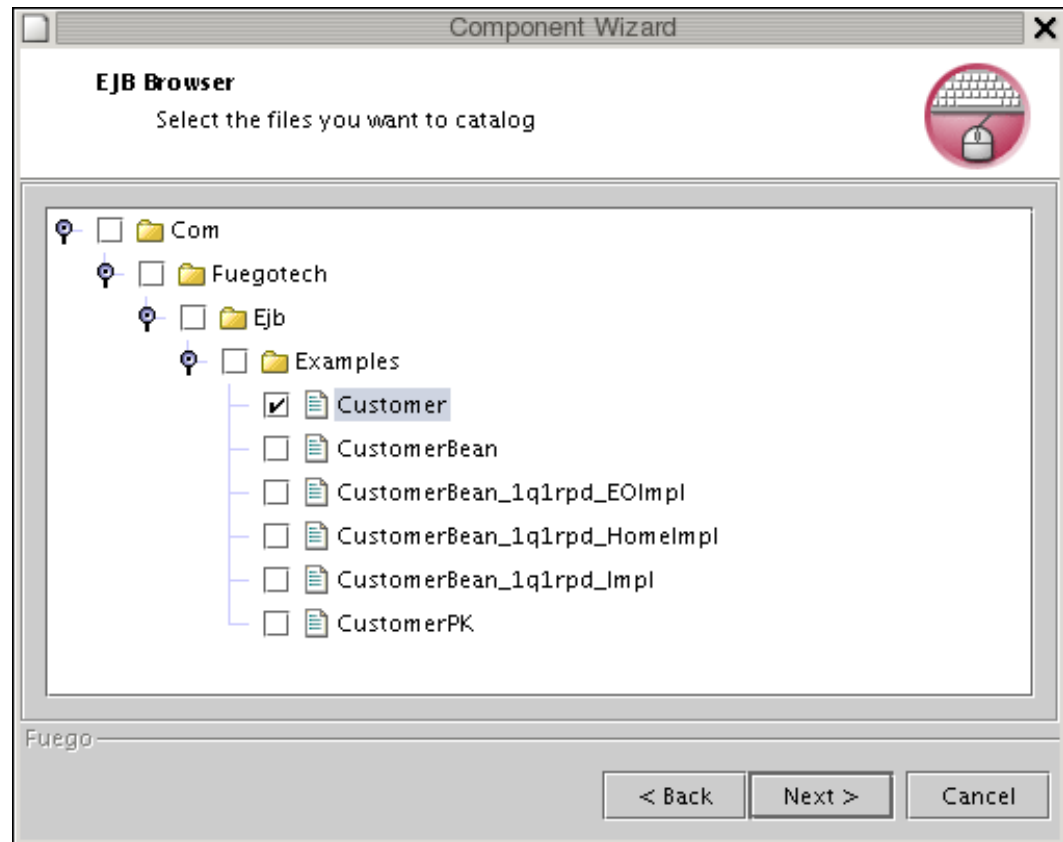 Component Wizard
EJB Browser
Select the files you want to catalog
Com
Fuegotech
Ejb
Examples
Customer
CustomerBean
CustomerBean_1q1rpd_EOImpl
CustomerBean_1q1rpd_HomeImpl
CustomerBean_1q1rpd_Impl
CustomerPK
Fuego
< Back Next > Cancel